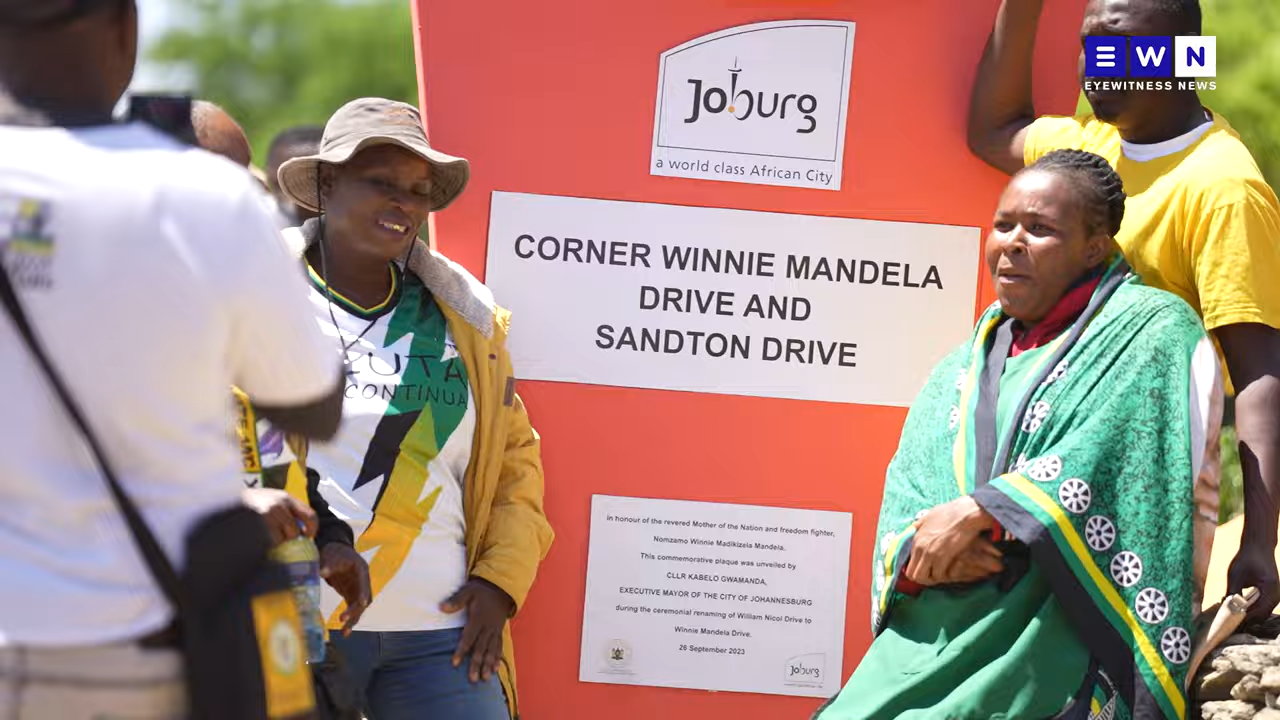 EWN
EYEWITNESS NEWS
Joburg
a world class African City
CORNER WINNIE MANDELA
DRIVE AND
SANDTON DRIVE
CONTINUA
in honour of the revered Mother of the Nation and freedom fighter,
Nomzamo Winnie Madikizela Mandela,
This commemorative plaque was unveiled by
CLLR KABELO GWAMANDA,
EXECUTIVE MAYOR OF THE CITY OF JOHANNESBURG
during the ceremonial renaming of William Nicol Drive to
Winnie Mandela Drive.
26 September 2023
Joburg